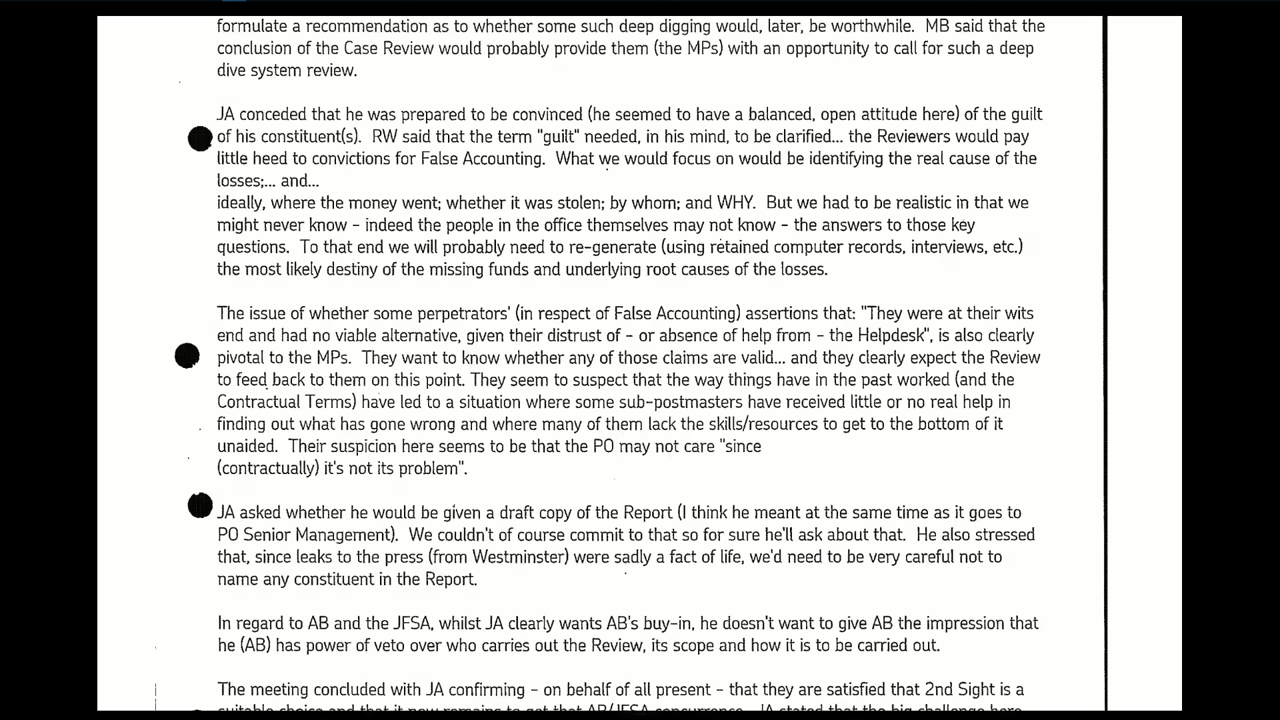 formulate a recommendation as to whether some such deep digging would, later, be worthwhile.  MB said that the
conclusion of the Case Review would probably provide them (the MPs) with an opportunity to call for such a deep
dive system review.
JA conceded that he was prepared to be convinced (he seemed to have a balanced, open attitude here) of the guilt
of his constituent(s).  RW said that the term "guilt" needed, in his mind, to be clarified... the Reviewers would pay
little heed to convictions for False Accounting.  What we would focus on would be identifying the real cause of the
losses;... and...
ideally, where the money went; whether it was stolen; by whom; and WHY.  But we had to be realistic in that we
might never know – indeed the people in the office themselves may not know – the answers to those key
questions.  To that end we will probably need to re-generate (using retained computer records, interviews, etc.)
the most likely destiny of the missing funds and underlying root causes of the losses.
The issue of whether some perpetrators' (in respect of False Accounting) assertions that: "They were at their wits
end and had no viable alternative, given their distrust of – or absence of help from – the Helpdesk", is also clearly
pivotal to the MPs.  They want to know whether any of those claims are valid... and they clearly expect the Review
to feed back to them on this point. They seem to suspect that the way things have in the past worked (and the
Contractual Terms) have led to a situation where some sub-postmasters have received little or no real help in
finding out what has gone wrong and where many of them lack the skills/resources to get to the bottom of it
unaided.  Their suspicion here seems to be that the PO may not care "since
(contractually) it's not its problem".
JA asked whether he would be given a draft copy of the Report (I think he meant at the same time as it goes to
PO Senior Management).  We couldn't of course commit to that so for sure he'll ask about that.  He also stressed
that, since leaks to the press (from Westminster) were sadly a fact of life, we'd need to be very careful not to
name any constituent in the Report.
In regard to AB and the JFSA, whilst JA clearly wants AB's buy-in, he doesn't want to give AB the impression that
he (AB) has power of veto over who carries out the Review, its scope and how it is to be carried out.
The meeting concluded with JA confirming – on behalf of all present – that they are satisfied that 2nd Sight is a
suitable choice and that it now remains to get that AB/JFSA concurrence.  JA stated that the big challenge here